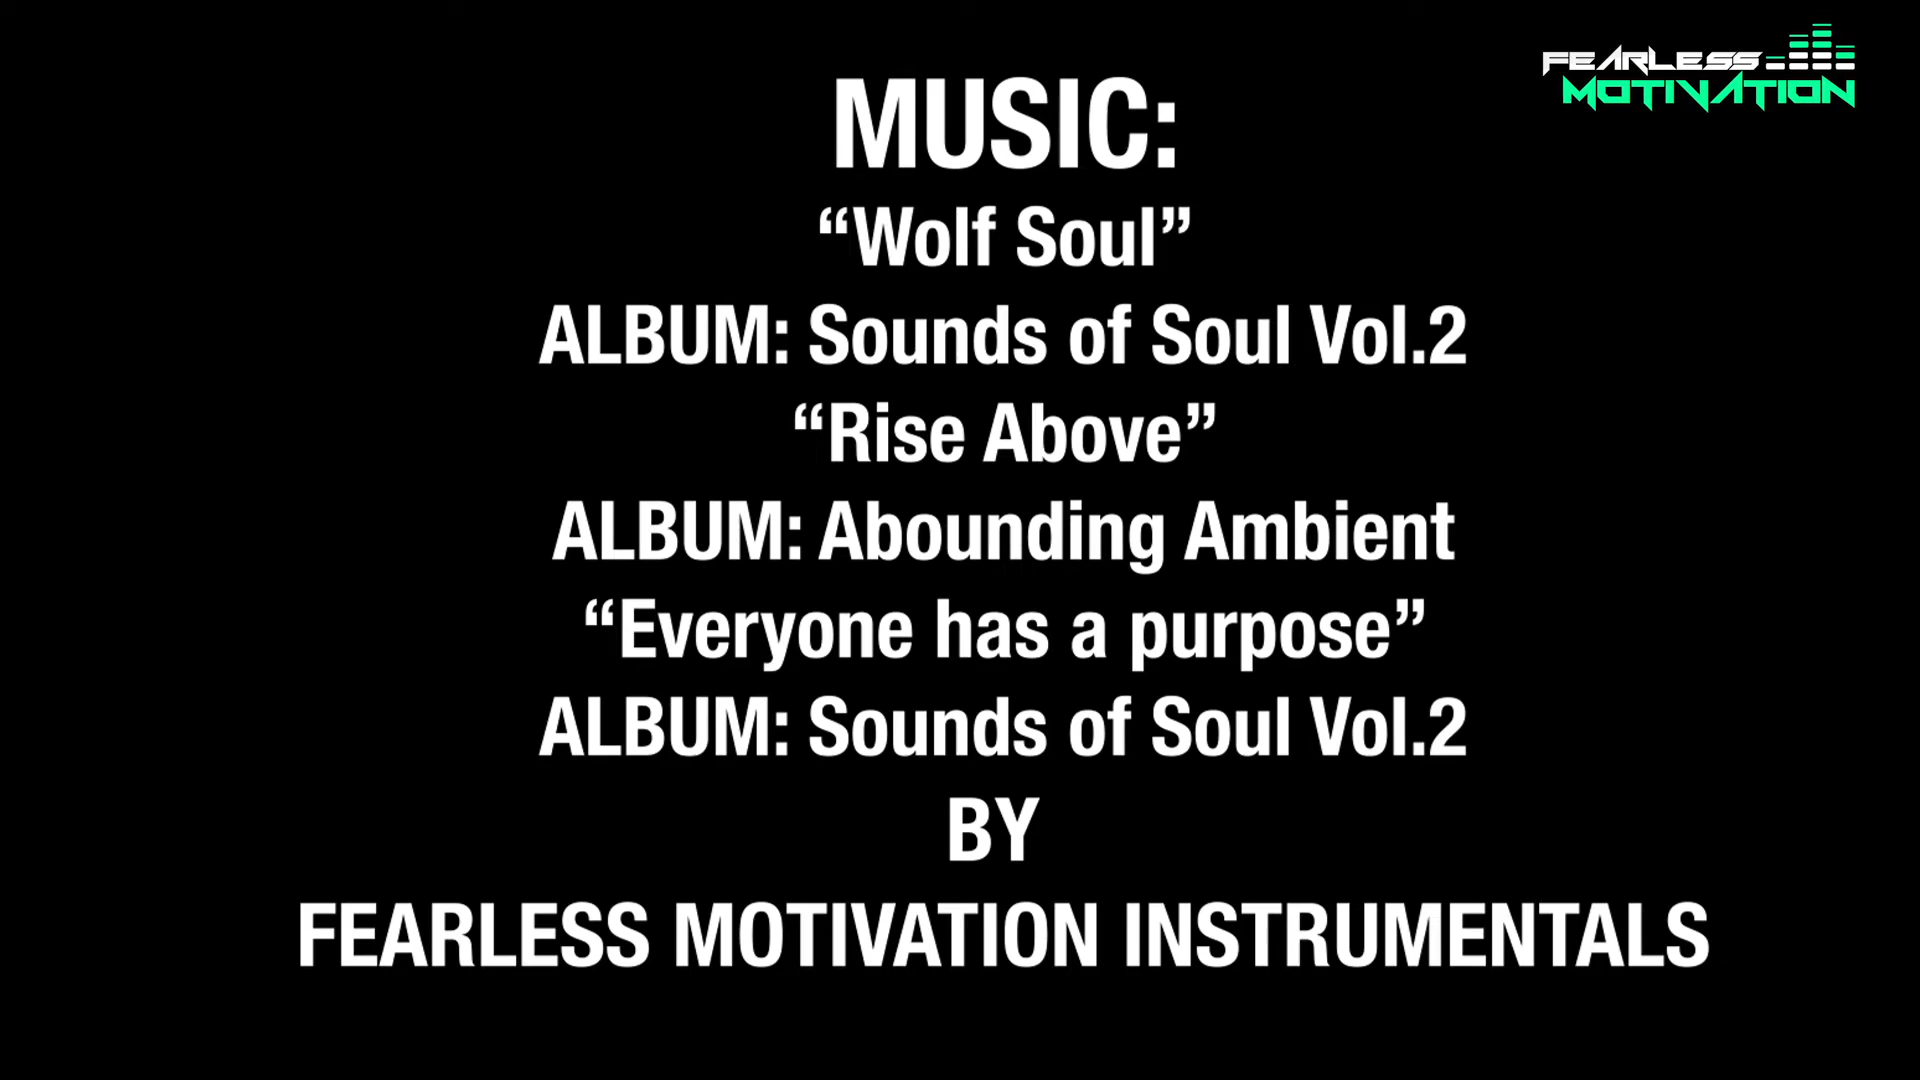 FEARLESS
MOTIVATION
MUSIC:
“Wolf Soul”
ALBUM: Sounds of Soul Vol.2
“Rise Above”
ALBUM: Abounding Ambient
“Everyone has a purpose”
ALBUM: Sounds of Soul Vol.2
BY
FEARLESS MOTIVATION INSTRUMENTALS